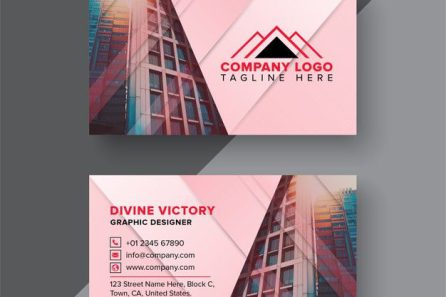 COMPANY LOGO
TAGLINE HERE
DIVINE VICTORY
GRAPHIC DESIGNER
+01 2345 67890
info@company.com
www.company.com
123 Street Name Here, Block C,
Town, CA, United States,